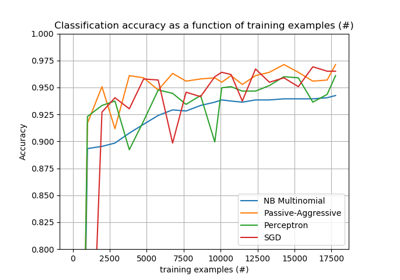 Classification accuracy as a function of training examples (#)
1.000
0.975
0.950
0.925
0.900
0.875
0.850
0.825
0.800
Accuracy
NB Multinomial
Passive-Aggressive
Perceptron
SGD
0 2500 5000 7500 10000 12500 15000 17500
training examples (#)